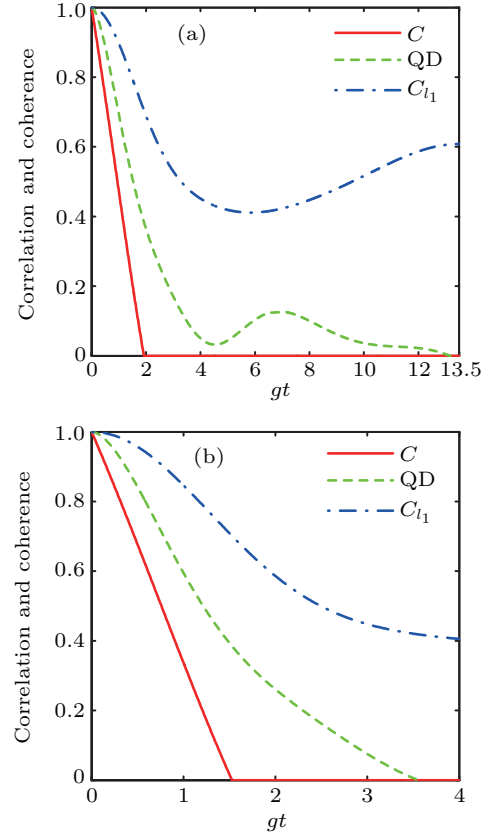 Correlation and coherence
1.0
0.8
0.6
0.4
0.2
0
(a)
C
QD
C_{l_1}
0 2 4 6 8 10 12 13.5
gt
Correlation and coherence
1.0
0.8
0.6
0.4
0.2
0
(b)
C
QD
C_{l_1}
0 1 2 3 4
gt